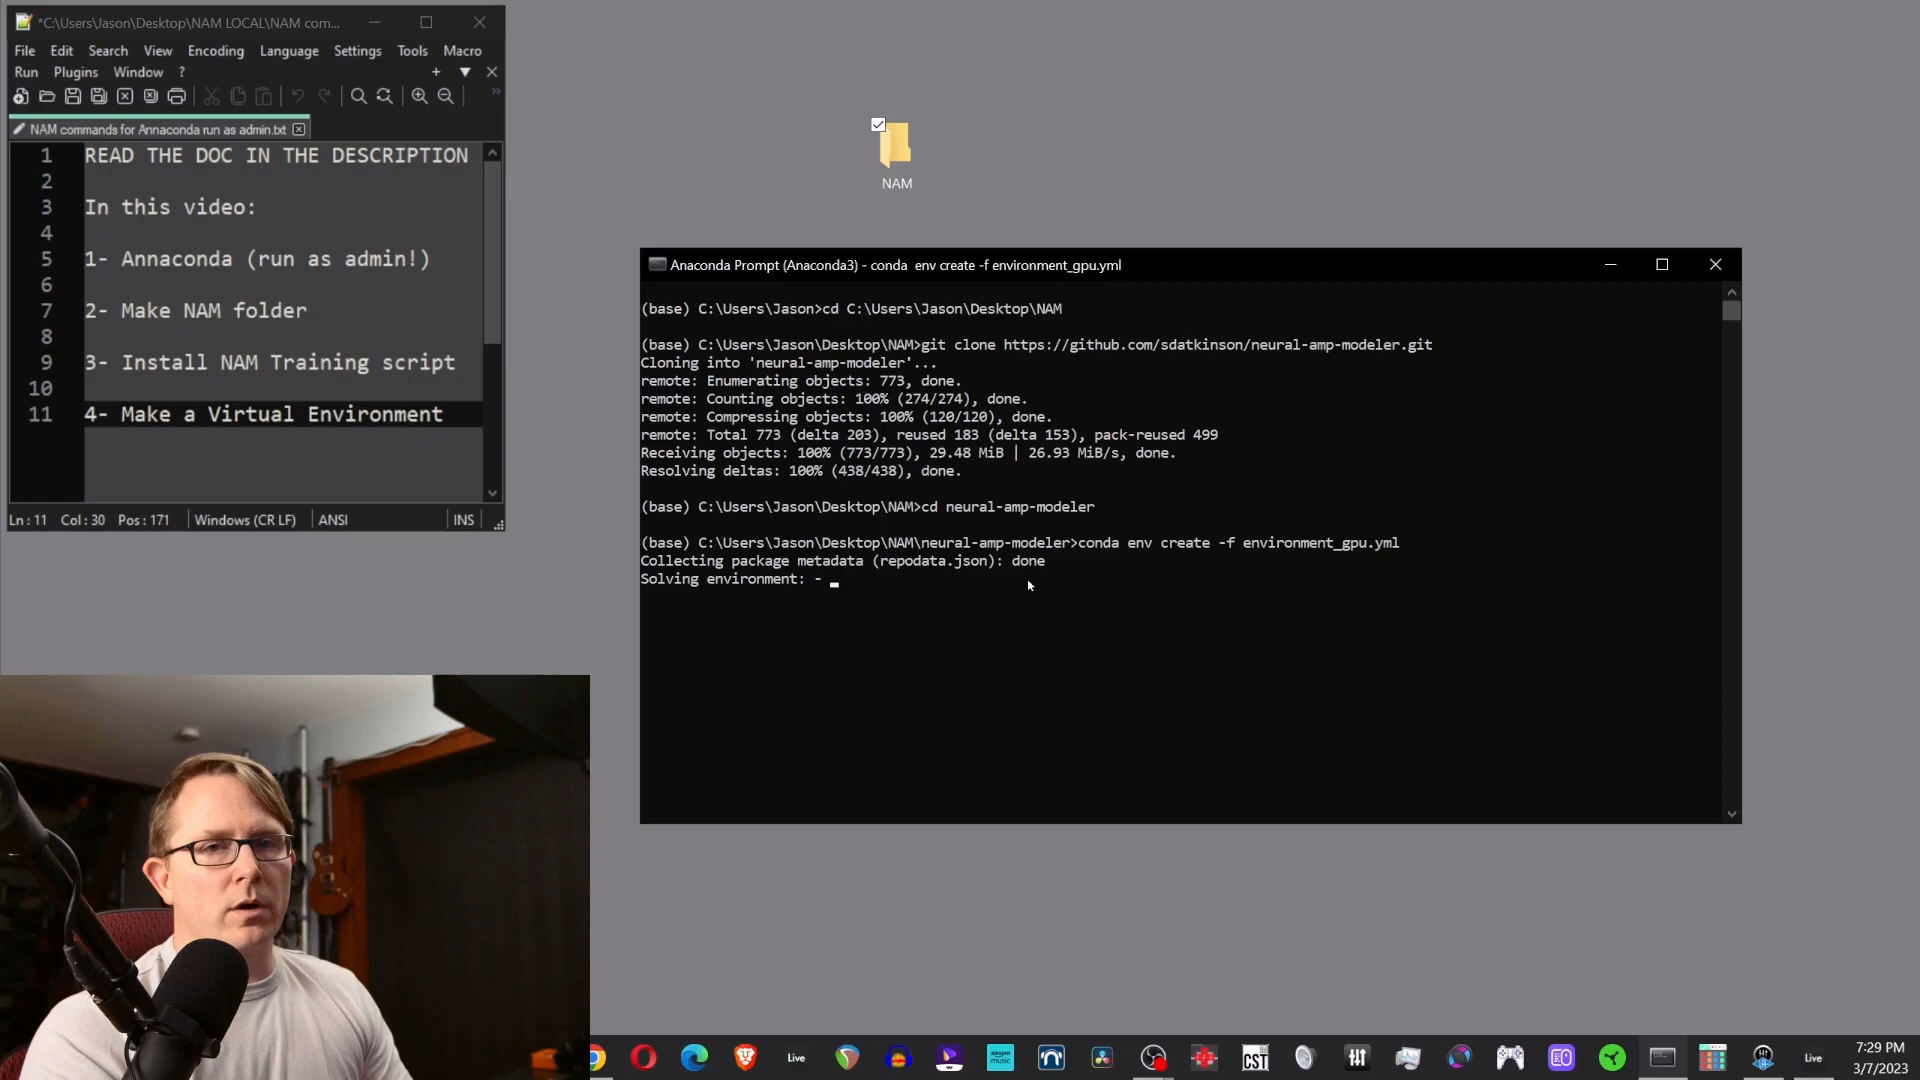 *C:\Users\Jason\Desktop\NAM LOCAL\NAM com...
File Edit Search View Encoding Language Settings Tools Macro
Run Plugins Window ?
NAM commands for Annaconda run as admin.txt
1 READ THE DOC IN THE DESCRIPTION
2
3 In this video:
4
5 1- Annaconda (run as admin!)
6
7 2- Make NAM folder
8
9 3- Install NAM Training script
10
11 4- Make a Virtual Environment
Ln: 11 Col: 30 Pos: 171 Windows (CR LF) ANSI INS
NAM
Anaconda Prompt (Anaconda3) - conda  env create -f environment_gpu.yml
(base) C:\Users\Jason>cd C:\Users\Jason\Desktop\NAM
(base) C:\Users\Jason\Desktop\NAM>git clone https://github.com/sdatkinson/neural-amp-modeler.git
Cloning into 'neural-amp-modeler'...
remote: Enumerating objects: 773, done.
remote: Counting objects: 100% (274/274), done.
remote: Compressing objects: 100% (120/120), done.
remote: Total 773 (delta 203), reused 183 (delta 153), pack-reused 499
Receiving objects: 100% (773/773), 29.48 MiB | 26.93 MiB/s, done.
Resolving deltas: 100% (438/438), done.
(base) C:\Users\Jason\Desktop\NAM>cd neural-amp-modeler
(base) C:\Users\Jason\Desktop\NAM\neural-amp-modeler>conda env create -f environment_gpu.yml
Collecting package metadata (repodata.json): done
Solving environment: -
Live
amazon music
CST
Live
7:29 PM
3/7/2023